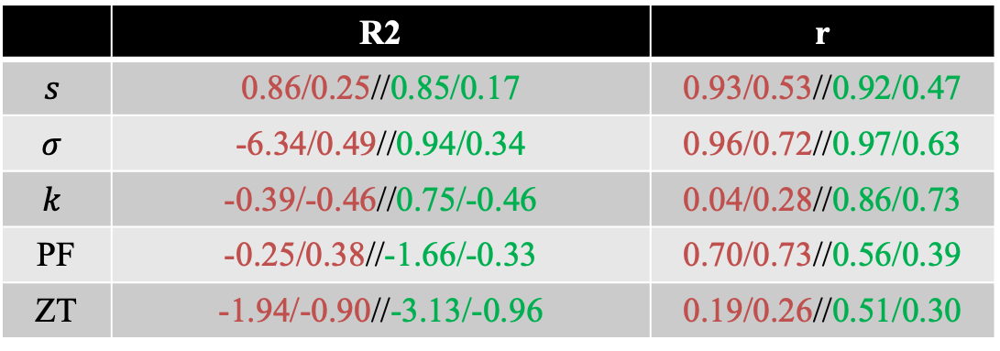 R2 r
s 0.86/0.25//0.85/0.17 0.93/0.53//0.92/0.47
σ -6.34/0.49//0.94/0.34 0.96/0.72//0.97/0.63
k -0.39/-0.46//0.75/-0.46 0.04/0.28//0.86/0.73
PF -0.25/0.38//-1.66/-0.33 0.70/0.73//0.56/0.39
ZT -1.94/-0.90//-3.13/-0.96 0.19/0.26//0.51/0.30